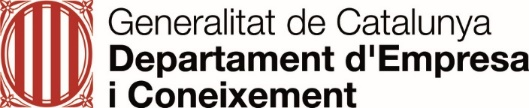 Generalitat de Catalunya
Departament d'Empresa
i Coneixement